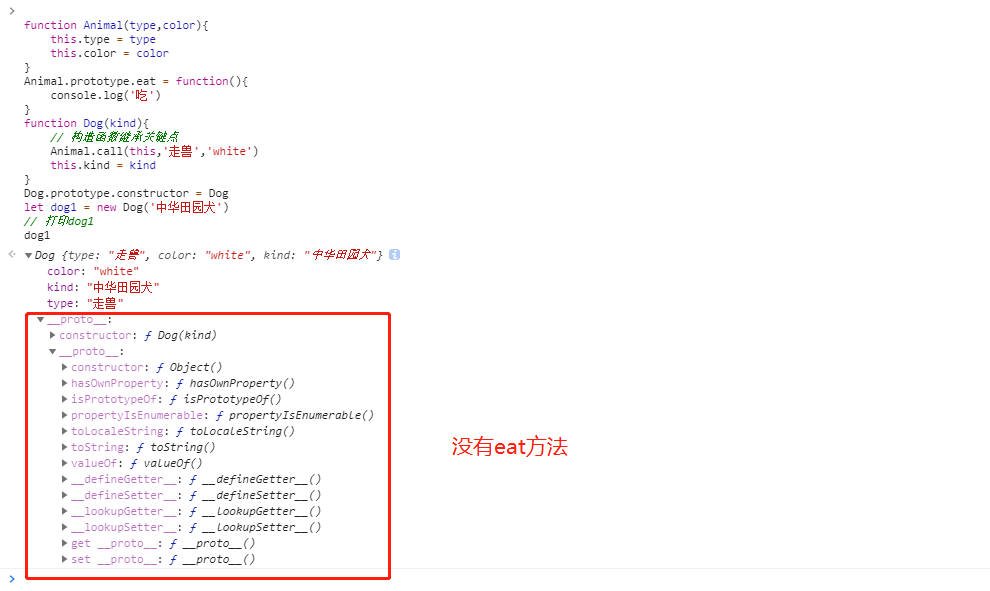 function Animal(type,color){
this.type = type
this.color = color
}
Animal.prototype.eat = function(){
console.log('吃')
}
function Dog(kind){
// 构造函数继承关键点
Animal.call(this,'走兽','white')
this.kind = kind
}
Dog.prototype.constructor = Dog
let dog1 = new Dog('中华田园犬')
// 打印dog1
dog1
Dog {type: "走兽", color: "white", kind: "中华田园犬"}
color: "white"
kind: "中华田园犬"
type: "走兽"
__proto__:
constructor: ƒ Dog(kind)
__proto__:
constructor: ƒ Object()
hasOwnProperty: ƒ hasOwnProperty()
isPrototypeOf: ƒ isPrototypeOf()
propertyIsEnumerable: ƒ propertyIsEnumerable()
toLocaleString: ƒ toLocaleString()
toString: ƒ toString()
valueOf: ƒ valueOf()
__defineGetter__: ƒ __defineGetter__()
__defineSetter__: ƒ __defineSetter__()
__lookupGetter__: ƒ __lookupGetter__()
__lookupSetter__: ƒ __lookupSetter__()
get __proto__: ƒ __proto__()
set __proto__: ƒ __proto__()
没有eat方法